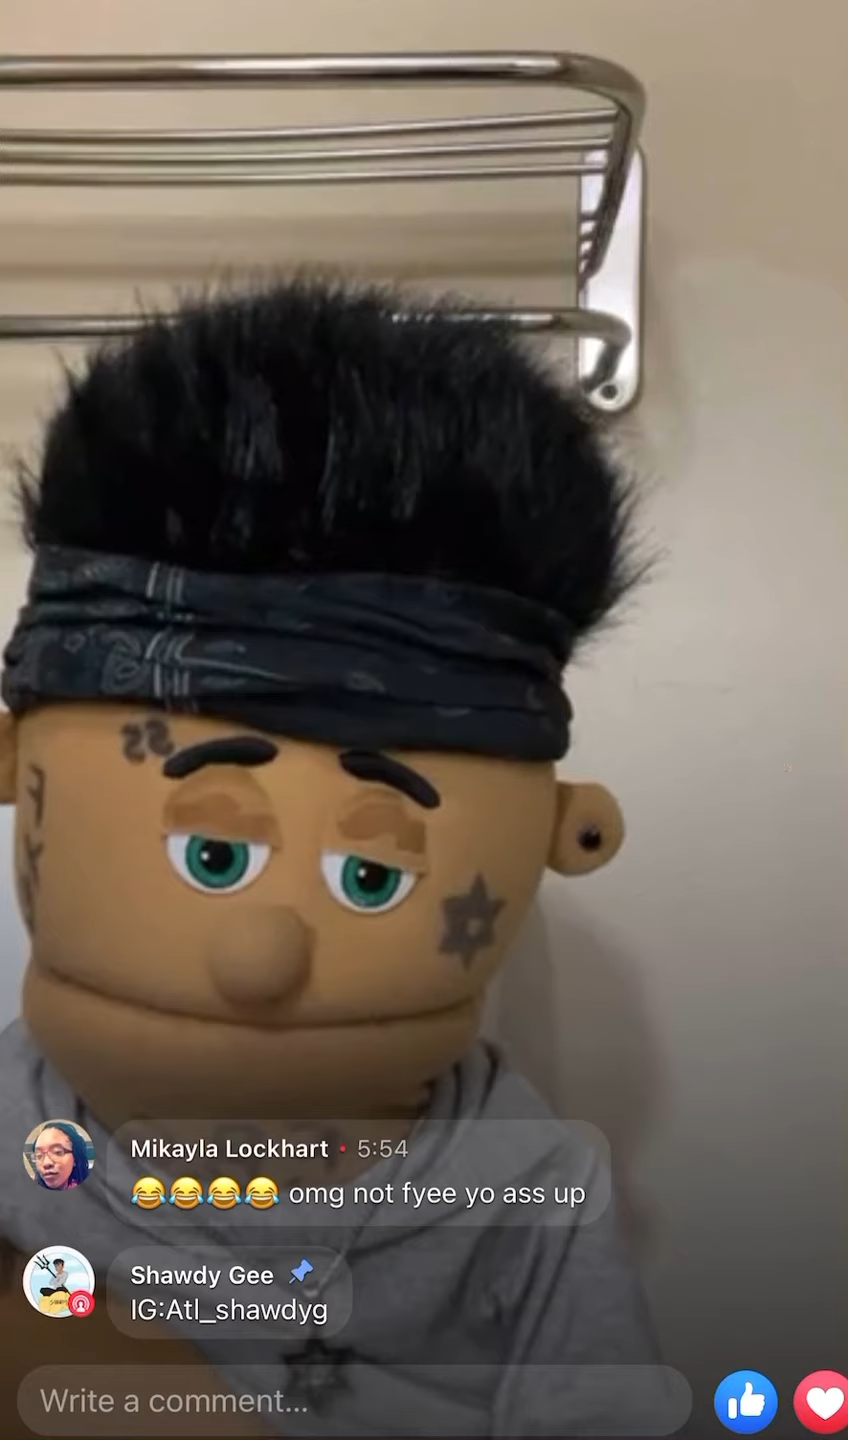 Mikayla Lockhart • 5:54
😂😂😂😂 omg not fyee yo ass up
Shawdy Gee 📌
IG:Atl_shawdyg
Write a comment...